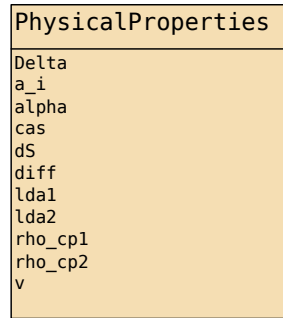 PhysicalProperties
Delta
a_i
alpha
cas
dS
diff
lda1
lda2
rho_cp1
rho_cp2
v